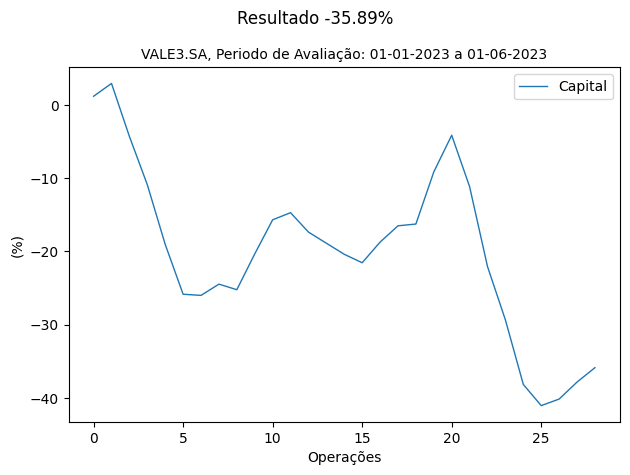 Resultado -35.89%
VALE3.SA, Periodo de Avaliação: 01-01-2023 a 01-06-2023
Capital
0
−10
−20
−30
−40
(%)
0 5 10 15 20 25
Operações